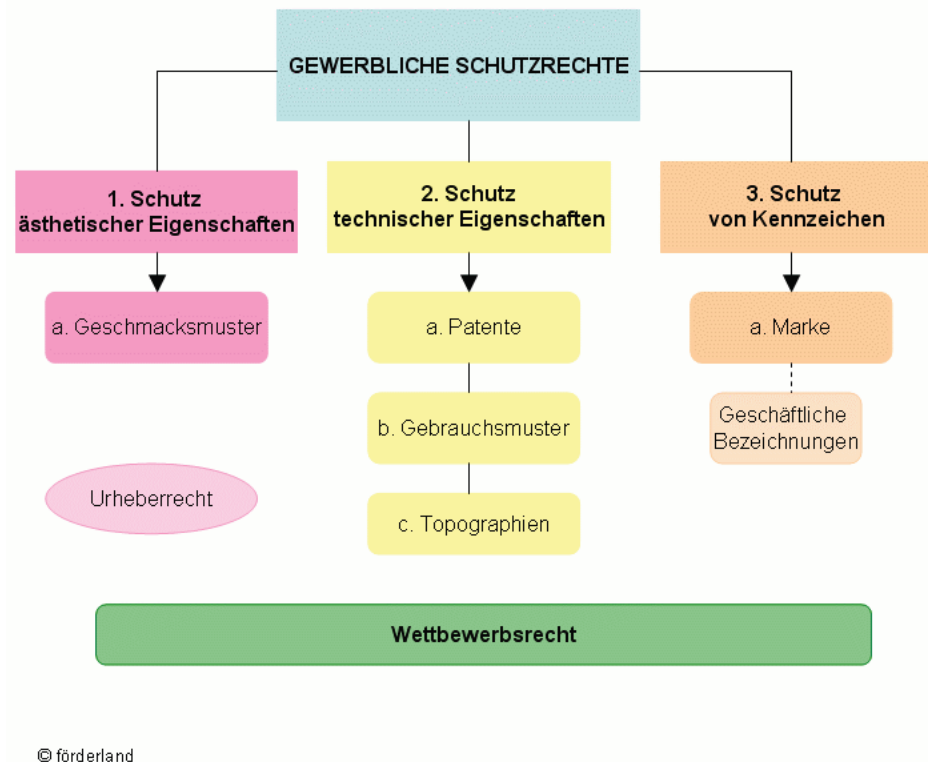 GEWERBLICHE SCHUTZRECHTE
1. Schutz
ästhetischer Eigenschaften
2. Schutz
technischer Eigenschaften
3. Schutz
von Kennzeichen
a. Geschmacksmuster
a. Patente
a. Marke
b. Gebrauchsmuster
Geschäftliche
Bezeichnungen
Urheberrecht
c. Topographien
Wettbewerbsrecht
© förderland